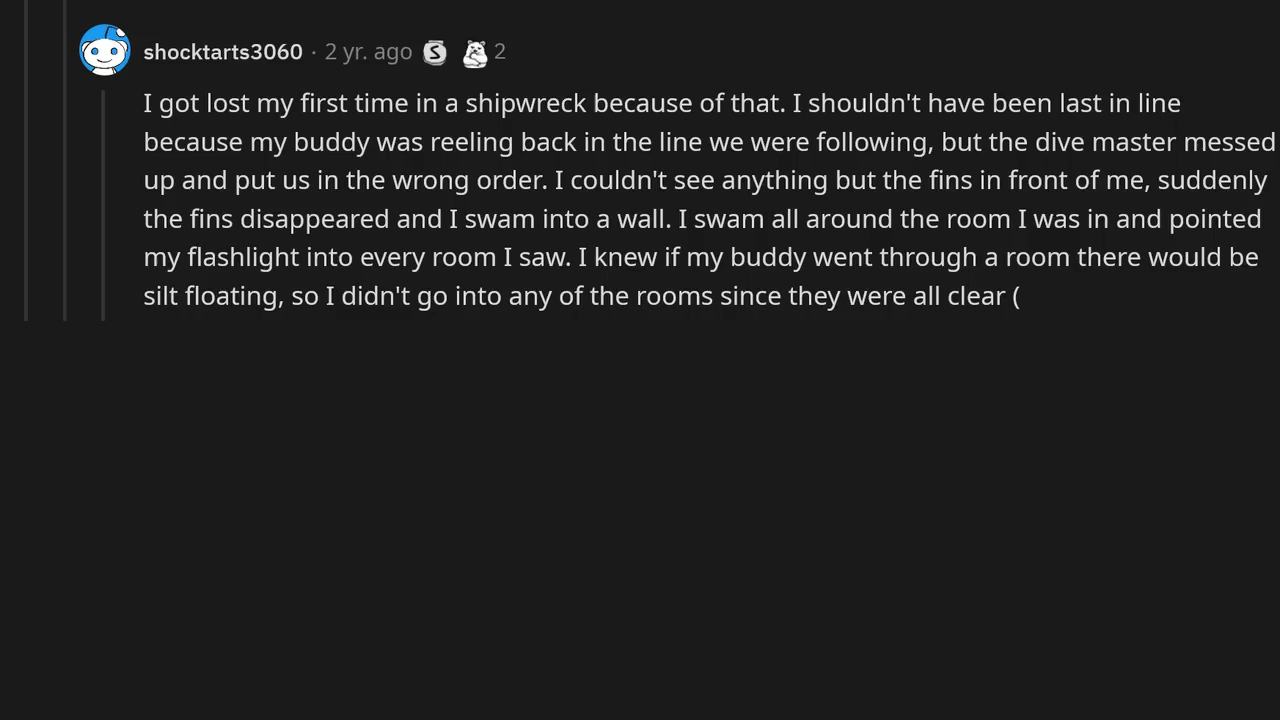 shocktarts3060 · 2 yr. ago S 2
I got lost my first time in a shipwreck because of that. I shouldn't have been last in line
because my buddy was reeling back in the line we were following, but the dive master messed
up and put us in the wrong order. I couldn't see anything but the fins in front of me, suddenly
the fins disappeared and I swam into a wall. I swam all around the room I was in and pointed
my flashlight into every room I saw. I knew if my buddy went through a room there would be
silt floating, so I didn't go into any of the rooms since they were all clear (